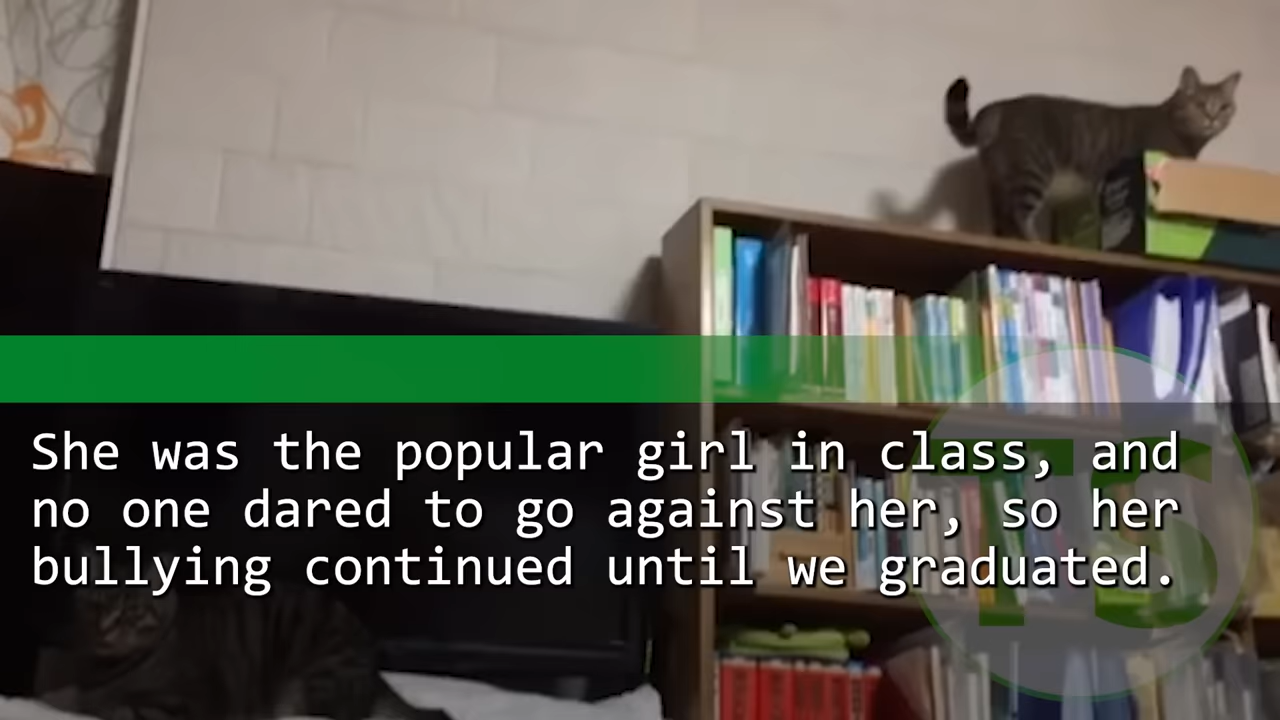 She was the popular girl in class, and
no one dared to go against her, so her
bullying continued until we graduated.
TS